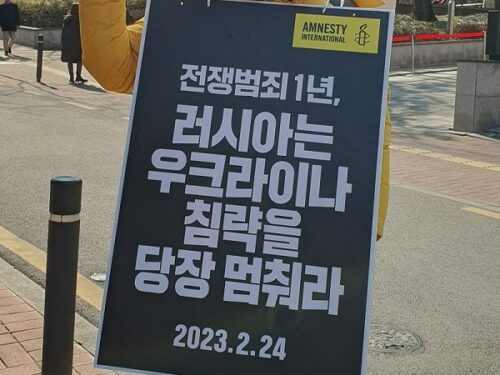 AMNESTY
INTERNATIONAL
전쟁범죄 1년,
러시아는
우크라이나
침략을
당장 멈춰라
2023.2.24